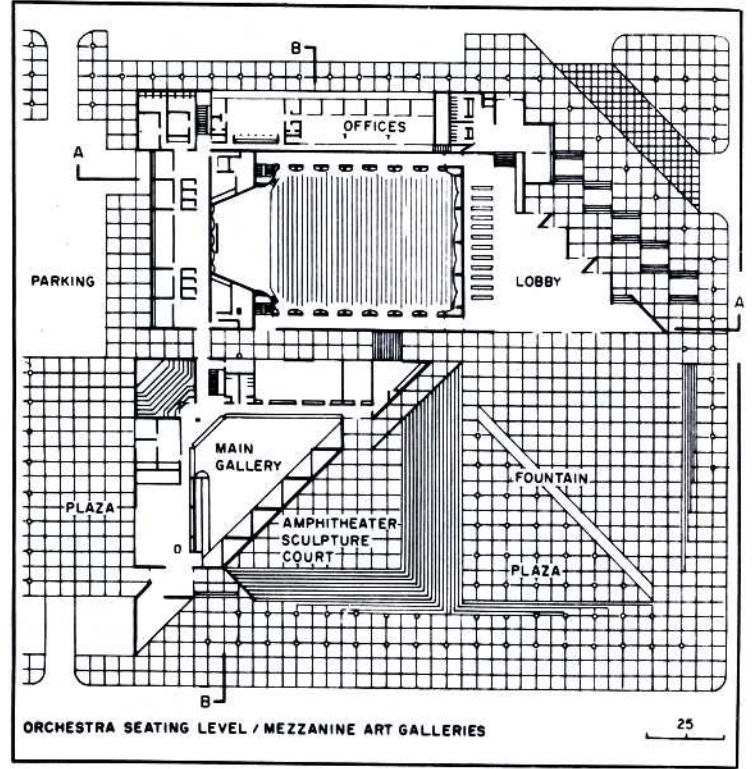 B
OFFICES
A
PARKING
LOBBY
A
MAIN
GALLERY
FOUNTAIN
PLAZA
AMPHITHEATER-
SCULPTURE
COURT
PLAZA
B
ORCHESTRA SEATING LEVEL / MEZZANINE ART GALLERIES
25